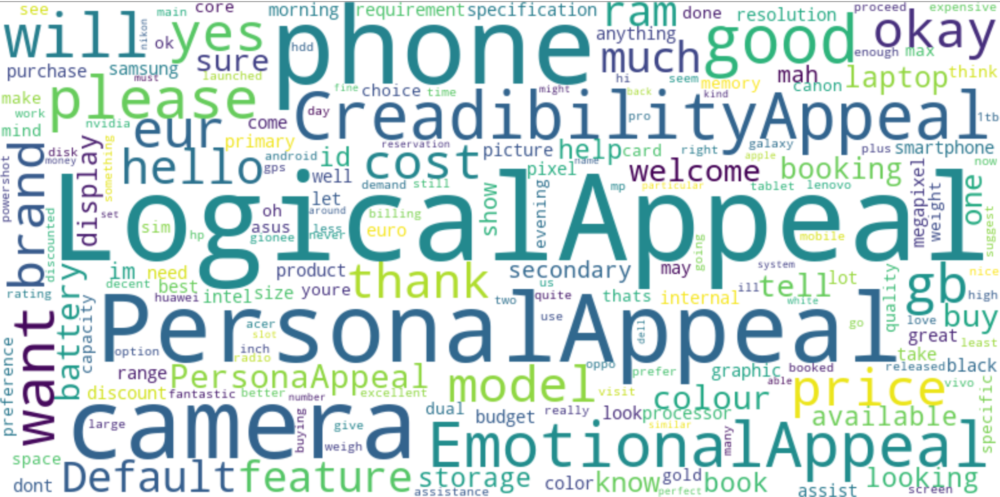 see
main
core
morning
requirement
specification
ram
done
resolution
proceed
expensive
will
nikon
ok
yes
phone
hdd
anything
much
good
okay
enough
max
purchase
samsung
must
sure
launched
hi
seem
mah
laptop
think
make
please
fine
choice
time
might
back
memory
kind
canon
work
nvidia
eur
come
day
CreadibilityAppeal
pro
1tb
mind
primary
reservation
picture
help
card
right
galaxy
apple
plus
smartphone
disk
money
display
something
hello
android
gps
id
well
cost
pixel
name
welcome
booking
now
powershot
brand
demand
still
mp
particular
tablet
lenovo
megapixel
weight
one
LogicalAppeal
let
around
show
evening
set
oh
billing
sim
hp
asus
gionee
less
never
euro
going
mobile
suggest
discounted
battery
im
need
product
thank
secondary
may
system
nice
decent
best
us
tell
lot
quality
gb
rating
capacity
huawei
intel
size
youre
two
quite
thats
internal
ill
white
high
want
PersonalAppeal
acer
slot
use
dell
go
love
buy
great
least
preference
option
inch
radio
take
range
PersonaAppeal
model
oppo
prefer
graphic
booked
able
released
black
discount
fantastic
better
number
excellent
visit
colour
price
vivo
specific
camera
large
buying
give
weigh
dual
budget
really
look
processor
similar
available
EmotionalAppeal
many
space
dont
Default
feature
storage
assistance
color
know
gold
perfect
book
assist
looking
screen